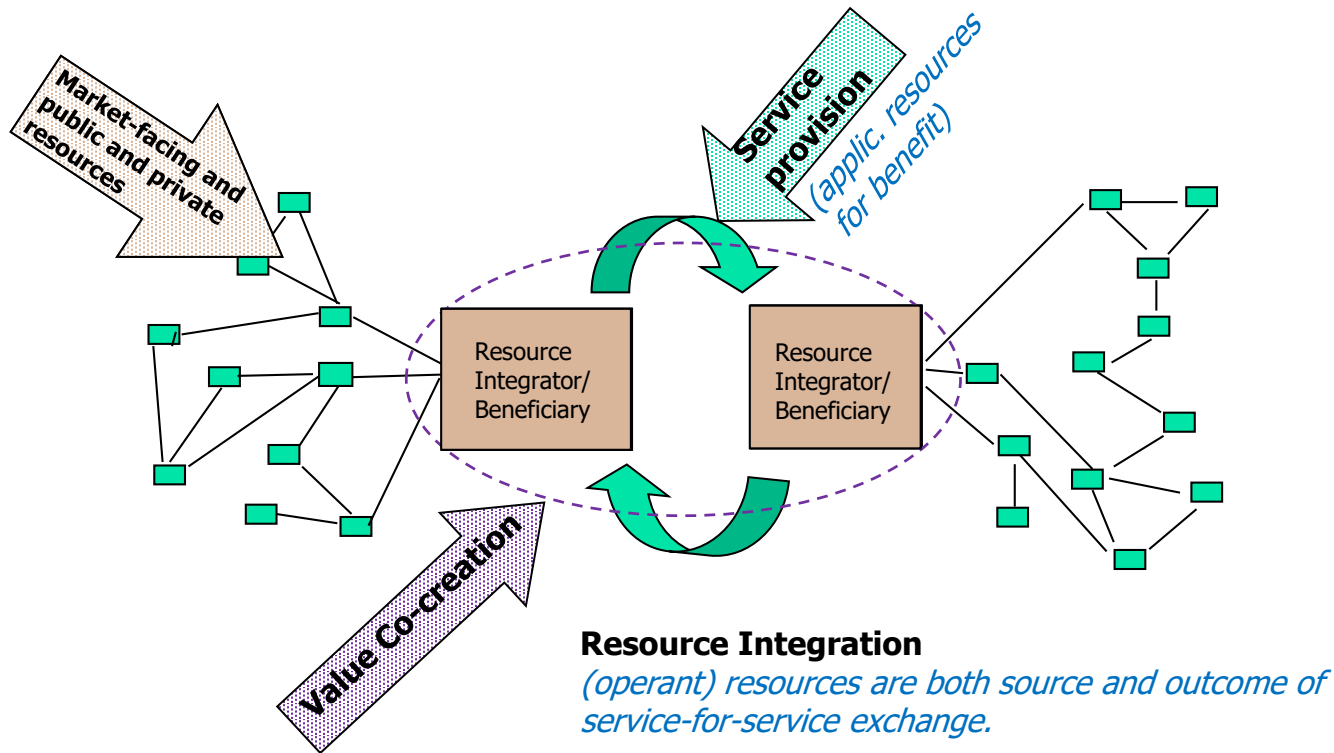 Market-facing and
public and private
resources
Service
provision
(applic. resources
for benefit)
Resource
Integrator/
Beneficiary
Resource
Integrator/
Beneficiary
Value Co-creation
Resource Integration
(operant) resources are both source and outcome of
service-for-service exchange.